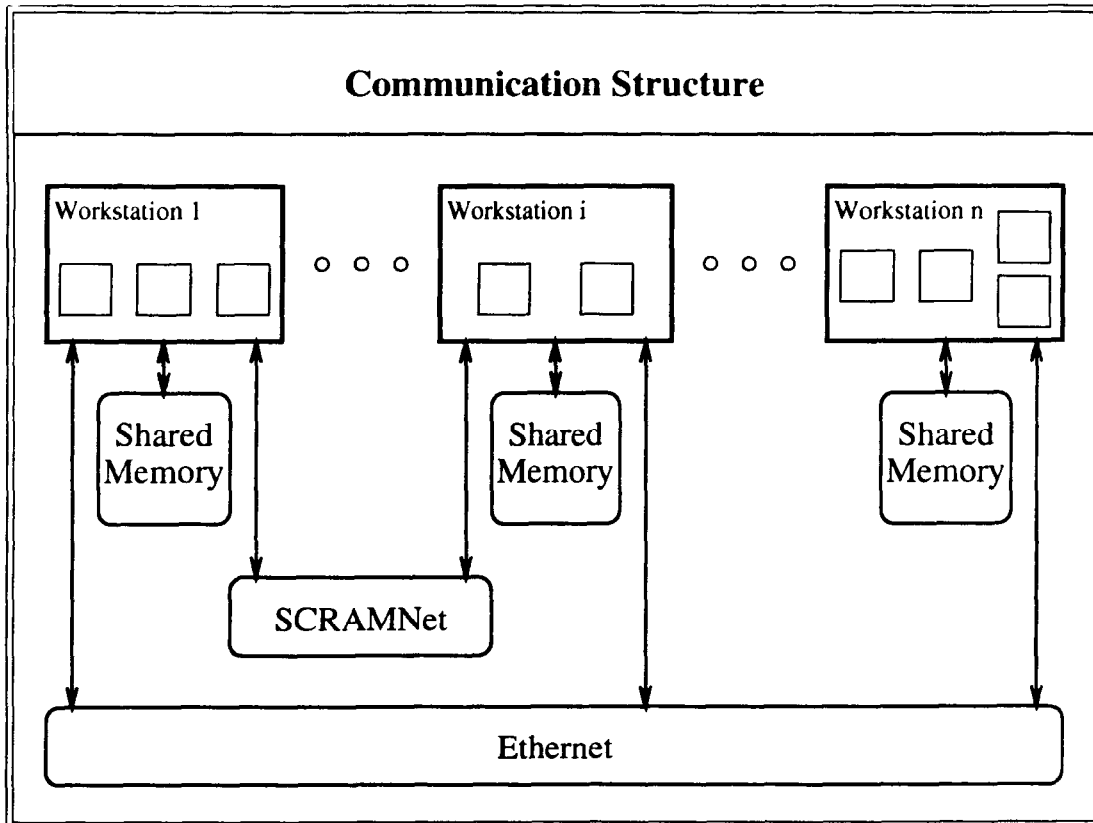 Communication Structure
Workstation 1
Workstation i
Workstation n
Shared
Memory
Shared
Memory
Shared
Memory
SCRAMNet
Ethernet